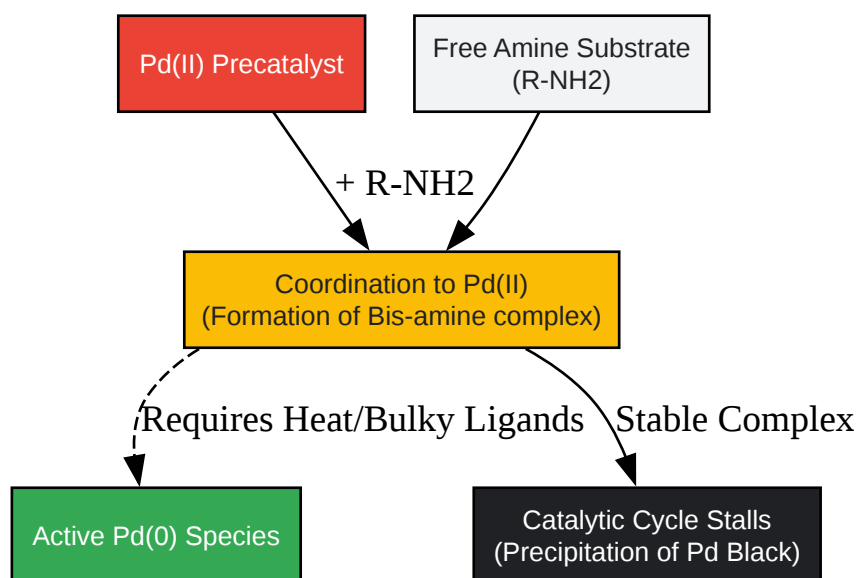 Pd(II) Precatalyst
Free Amine Substrate
(R-NH2)
+ R-NH2
Coordination to Pd(II)
(Formation of Bis-amine complex)
Requires Heat/Bulky Ligands
Stable Complex
Active Pd(0) Species
Catalytic Cycle Stalls
(Precipitation of Pd Black)